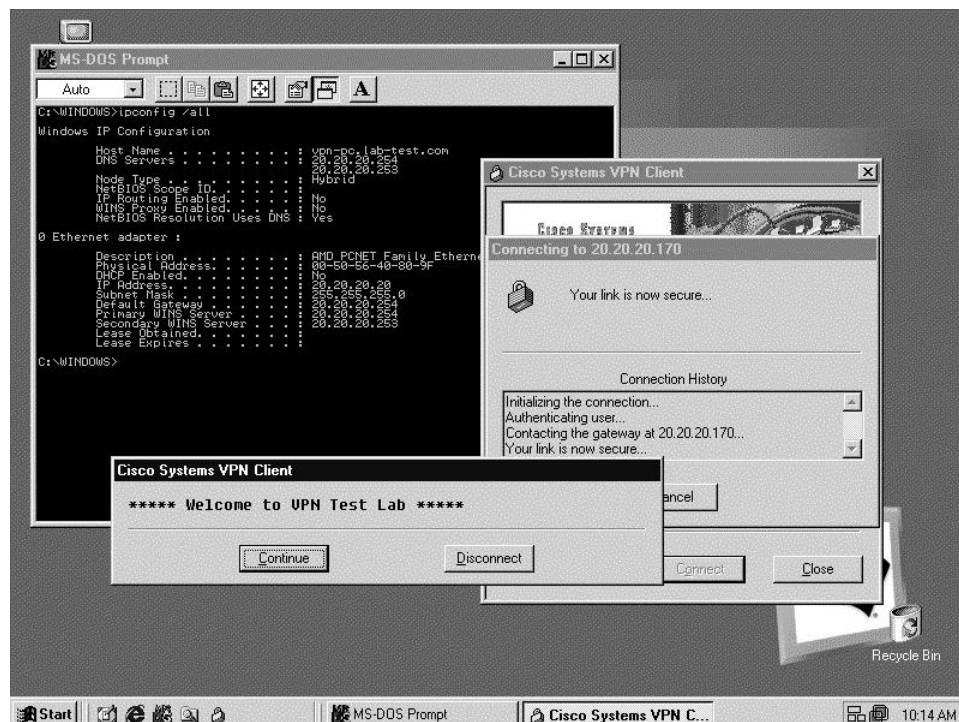 MS-DOS Prompt
Auto
A
C:\WINDOWS>ipconfig /all
Windows IP Configuration
Host Name . . . . . . . . . : vpn-pc.lab-test.com
DNS Servers . . . . . . . . : 20.20.20.254
20.20.20.253
Node Type . . . . . . . . . : Hybrid
NetBIOS Scope ID. . . . . . :
IP Routing Enabled. . . . . : No
WINS Proxy Enabled. . . . . : No
NetBIOS Resolution Uses DNS : Yes
0 Ethernet adapter :
Description . . . . . . . . : AMD PCNET Family Etherne
Physical Address. . . . . . : 00-50-56-40-80-9F
DHCP Enabled. . . . . . . . : No
IP Address. . . . . . . . . : 20.20.20.20
Subnet Mask . . . . . . . . : 255.255.255.0
Default Gateway . . . . . . : 20.20.20.254
Primary WINS Server . . . . : 20.20.20.254
Secondary WINS Server . . . : 20.20.20.253
Lease Obtained. . . . . . . :
Lease Expires . . . . . . . :
C:\WINDOWS>
Cisco Systems VPN Client
Cisco Systems
Connecting to 20.20.20.170
Your link is now secure...
Connection History
Initializing the connection...
Authenticating user...
Contacting the gateway at 20.20.20.170...
Your link is now secure...
ancel
Connect
Close
Cisco Systems VPN Client
***** Welcome to VPN Test Lab *****
Continue
Disconnect
Recycle Bin
Start
MS-DOS Prompt
Cisco Systems VPN C...
10:14 AM